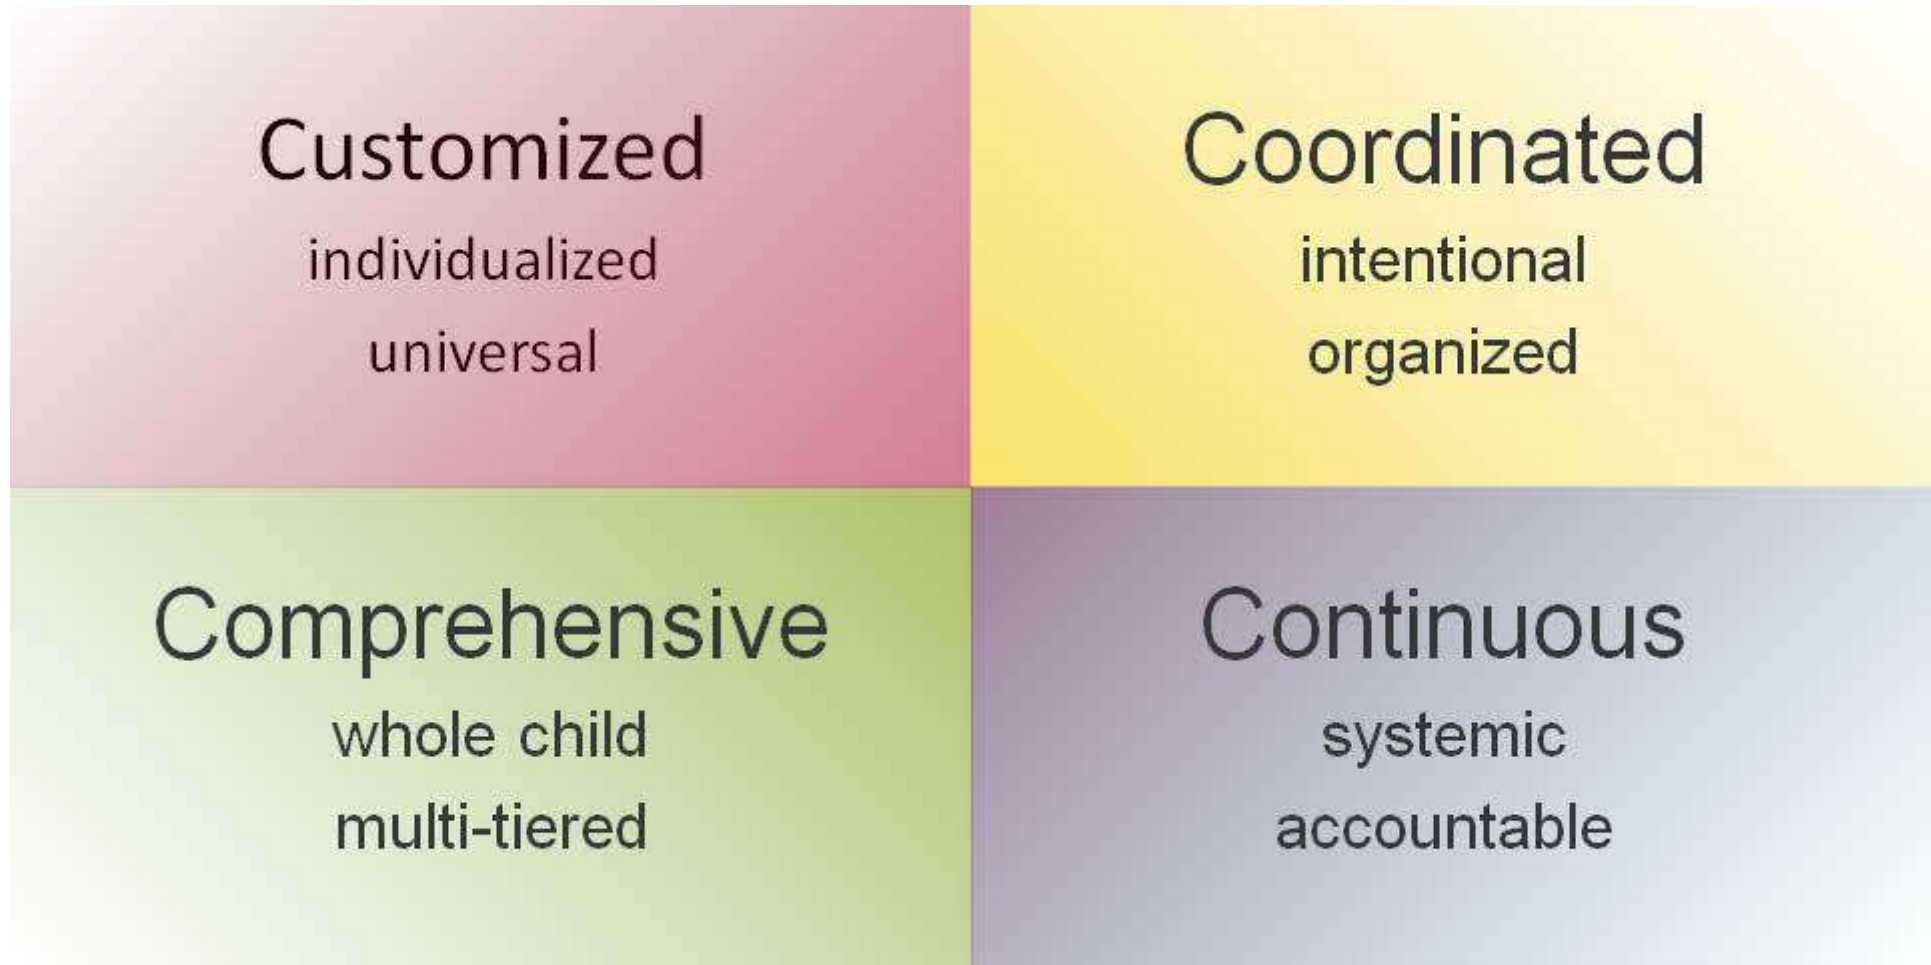 Customized
individualized
universal
Coordinated
intentional
organized
Comprehensive
whole child
multi-tiered
Continuous
systemic
accountable